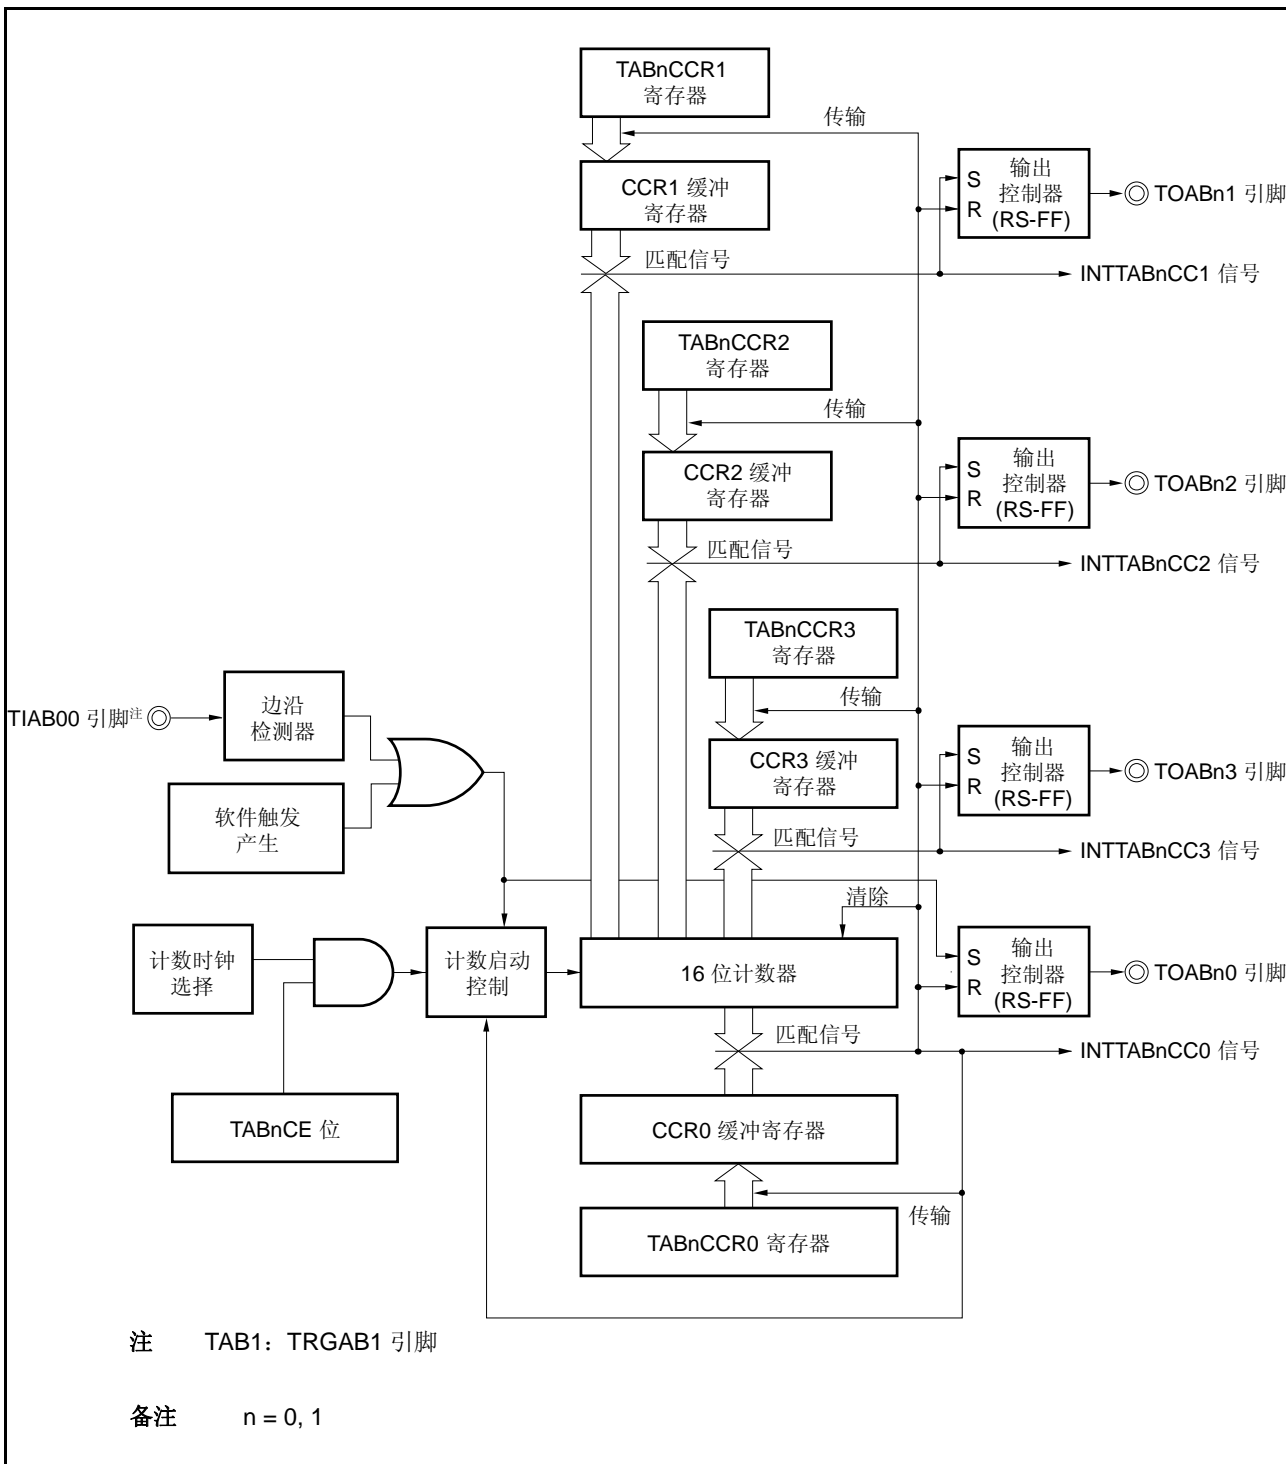 TABnCCR1
寄存器
传输
CCR1 缓冲
寄存器
S
R
输出
控制器
(RS-FF)
TOABn1 引脚
匹配信号
INTTABnCC1 信号
TABnCCR2
寄存器
传输
CCR2 缓冲
寄存器
S
R
输出
控制器
(RS-FF)
TOABn2 引脚
匹配信号
INTTABnCC2 信号
TABnCCR3
寄存器
传输
TIAB00 引脚注
边沿
检测器
CCR3 缓冲
寄存器
S
R
输出
控制器
(RS-FF)
TOABn3 引脚
软件触发
产生
匹配信号
INTTABnCC3 信号
清除
计数时钟
选择
计数启动
控制
16 位计数器
S
R
输出
控制器
(RS-FF)
TOABn0 引脚
匹配信号
INTTABnCC0 信号
TABnCE 位
CCR0 缓冲寄存器
传输
TABnCCR0 寄存器
注 TAB1：TRGAB1 引脚
备注 n = 0, 1